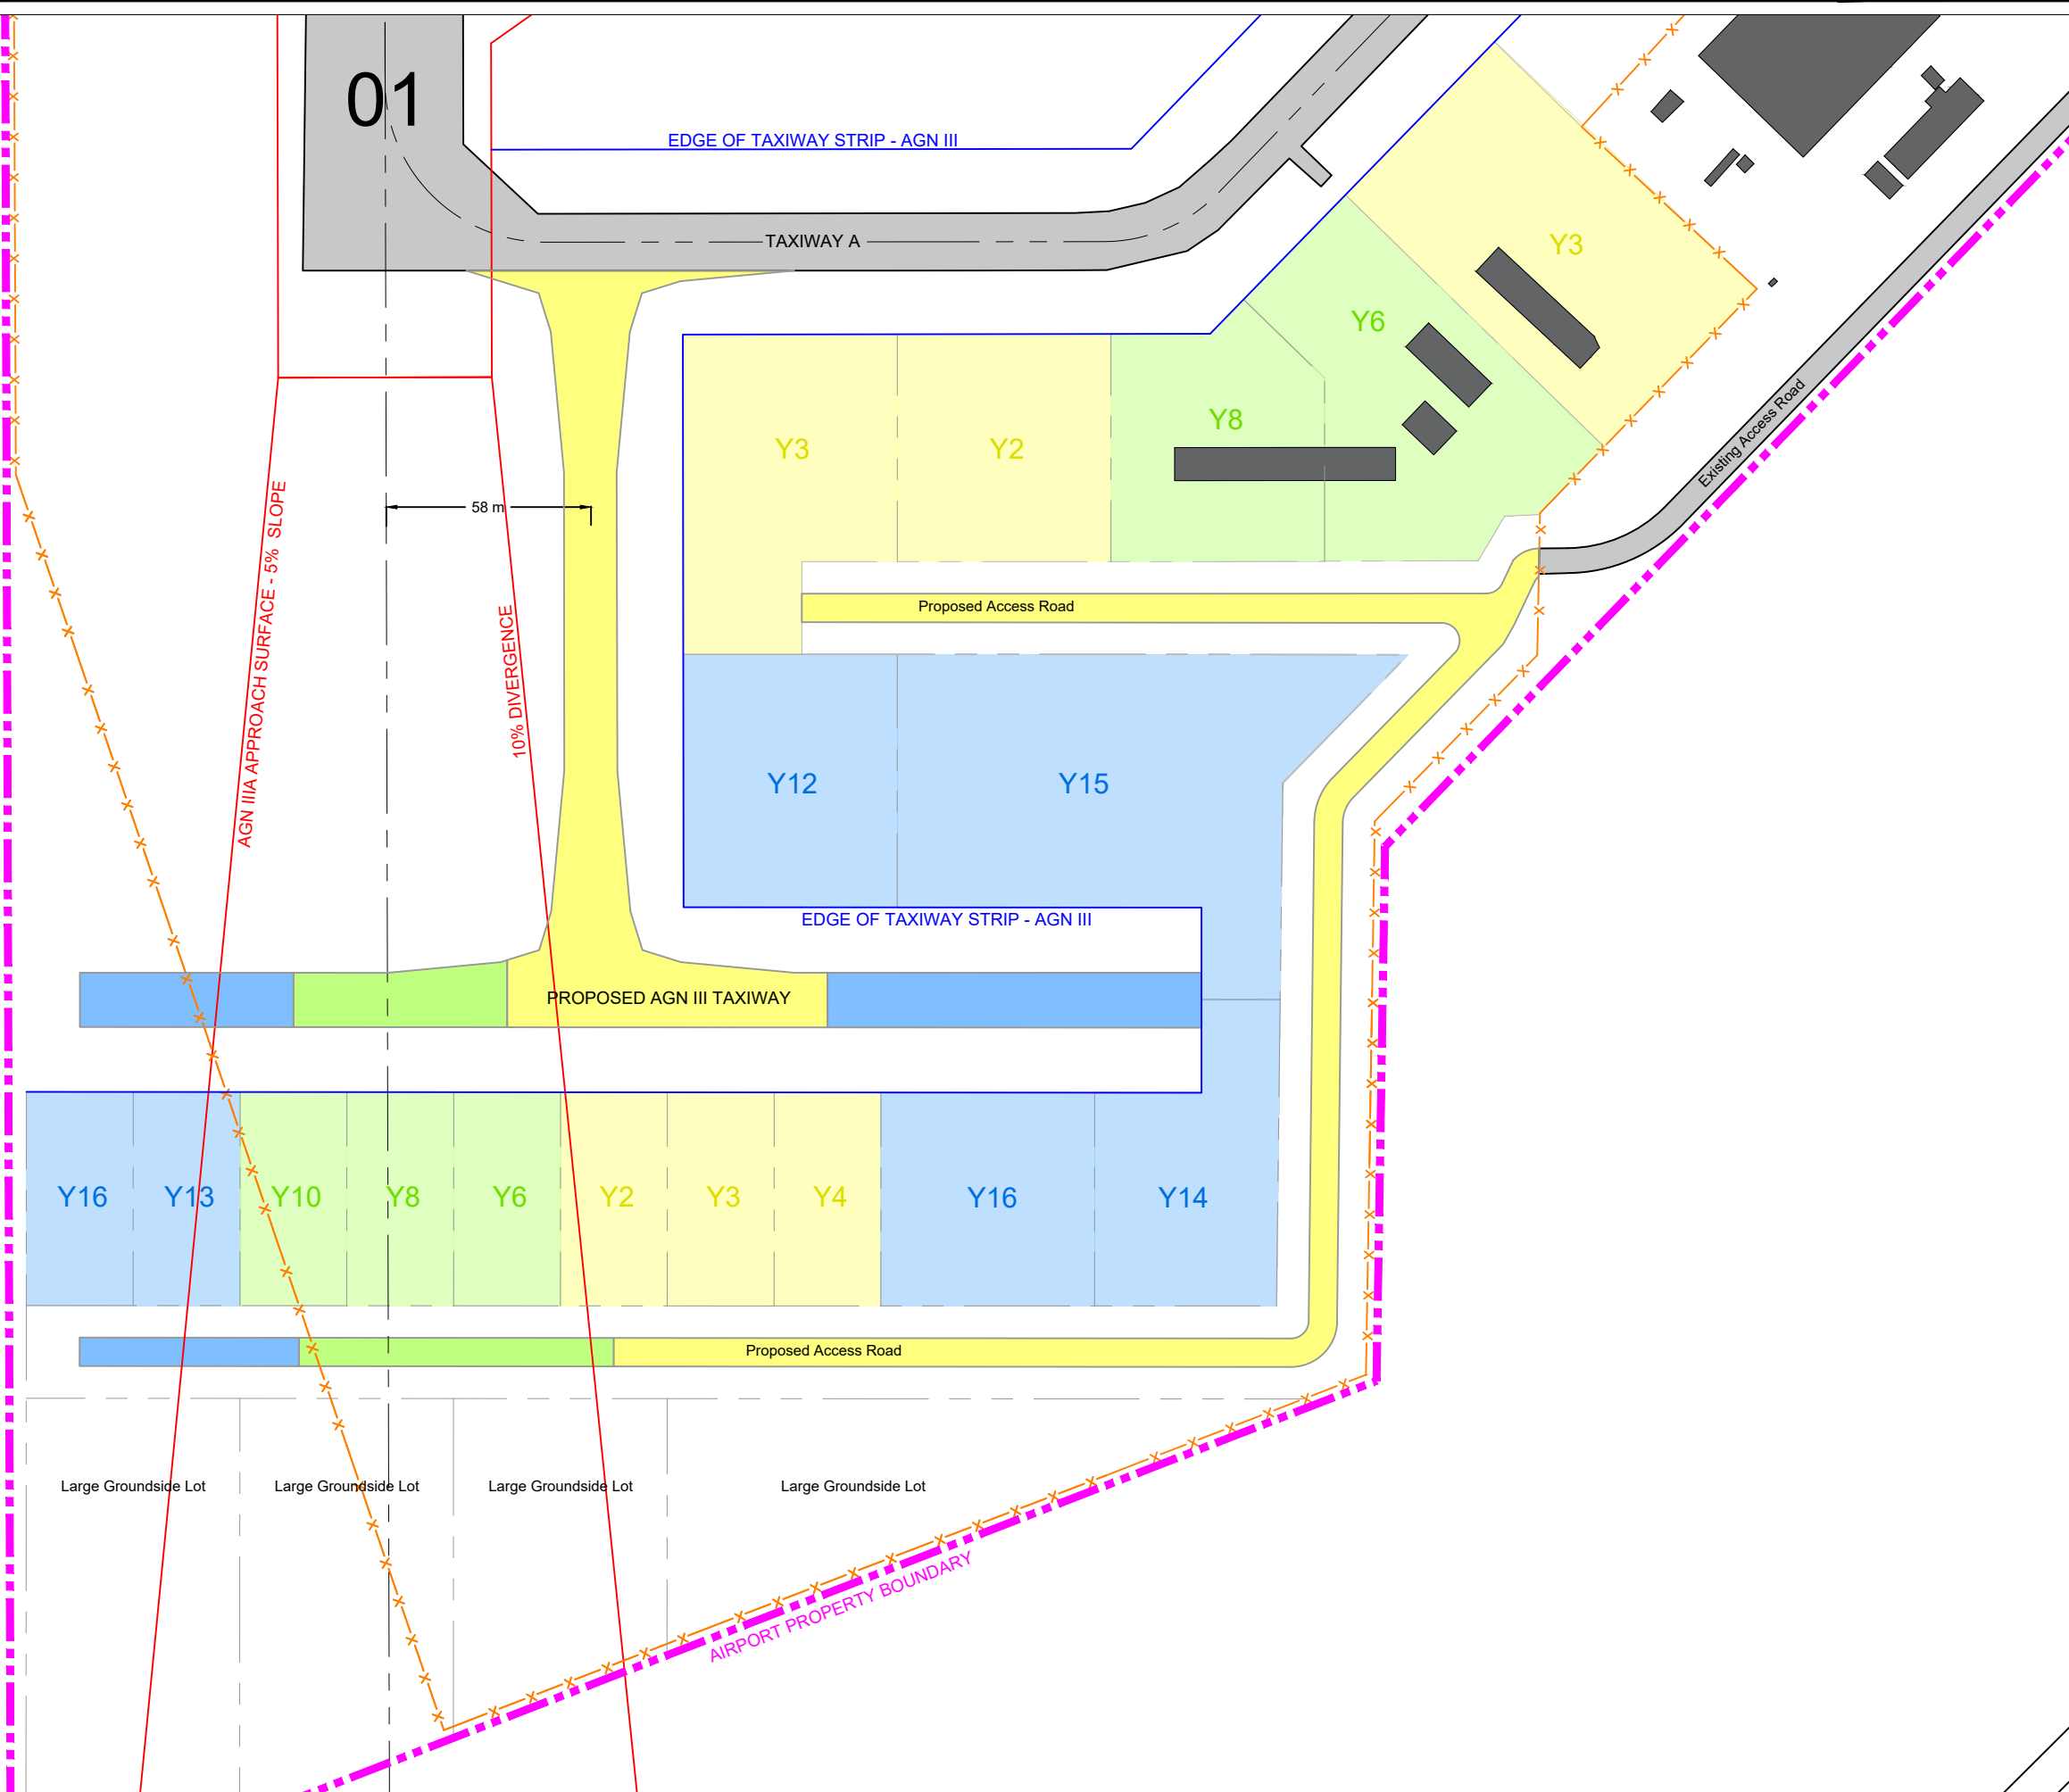 01
EDGE OF TAXIWAY STRIP - AGN III
TAXIWAY A
Y3
Y6
Y8
Y3
Y2
Existing Access Road
58 m
AGN IIIA APPROACH SURFACE - 5% SLOPE
10% DIVERGENCE
Proposed Access Road
Y12
Y15
EDGE OF TAXIWAY STRIP - AGN III
PROPOSED AGN III TAXIWAY
Y16
Y13
Y10
Y8
Y6
Y2
Y3
Y4
Y16
Y14
Proposed Access Road
Large Groundside Lot
Large Groundside Lot
Large Groundside Lot
Large Groundside Lot
AIRPORT PROPERTY BOUNDARY